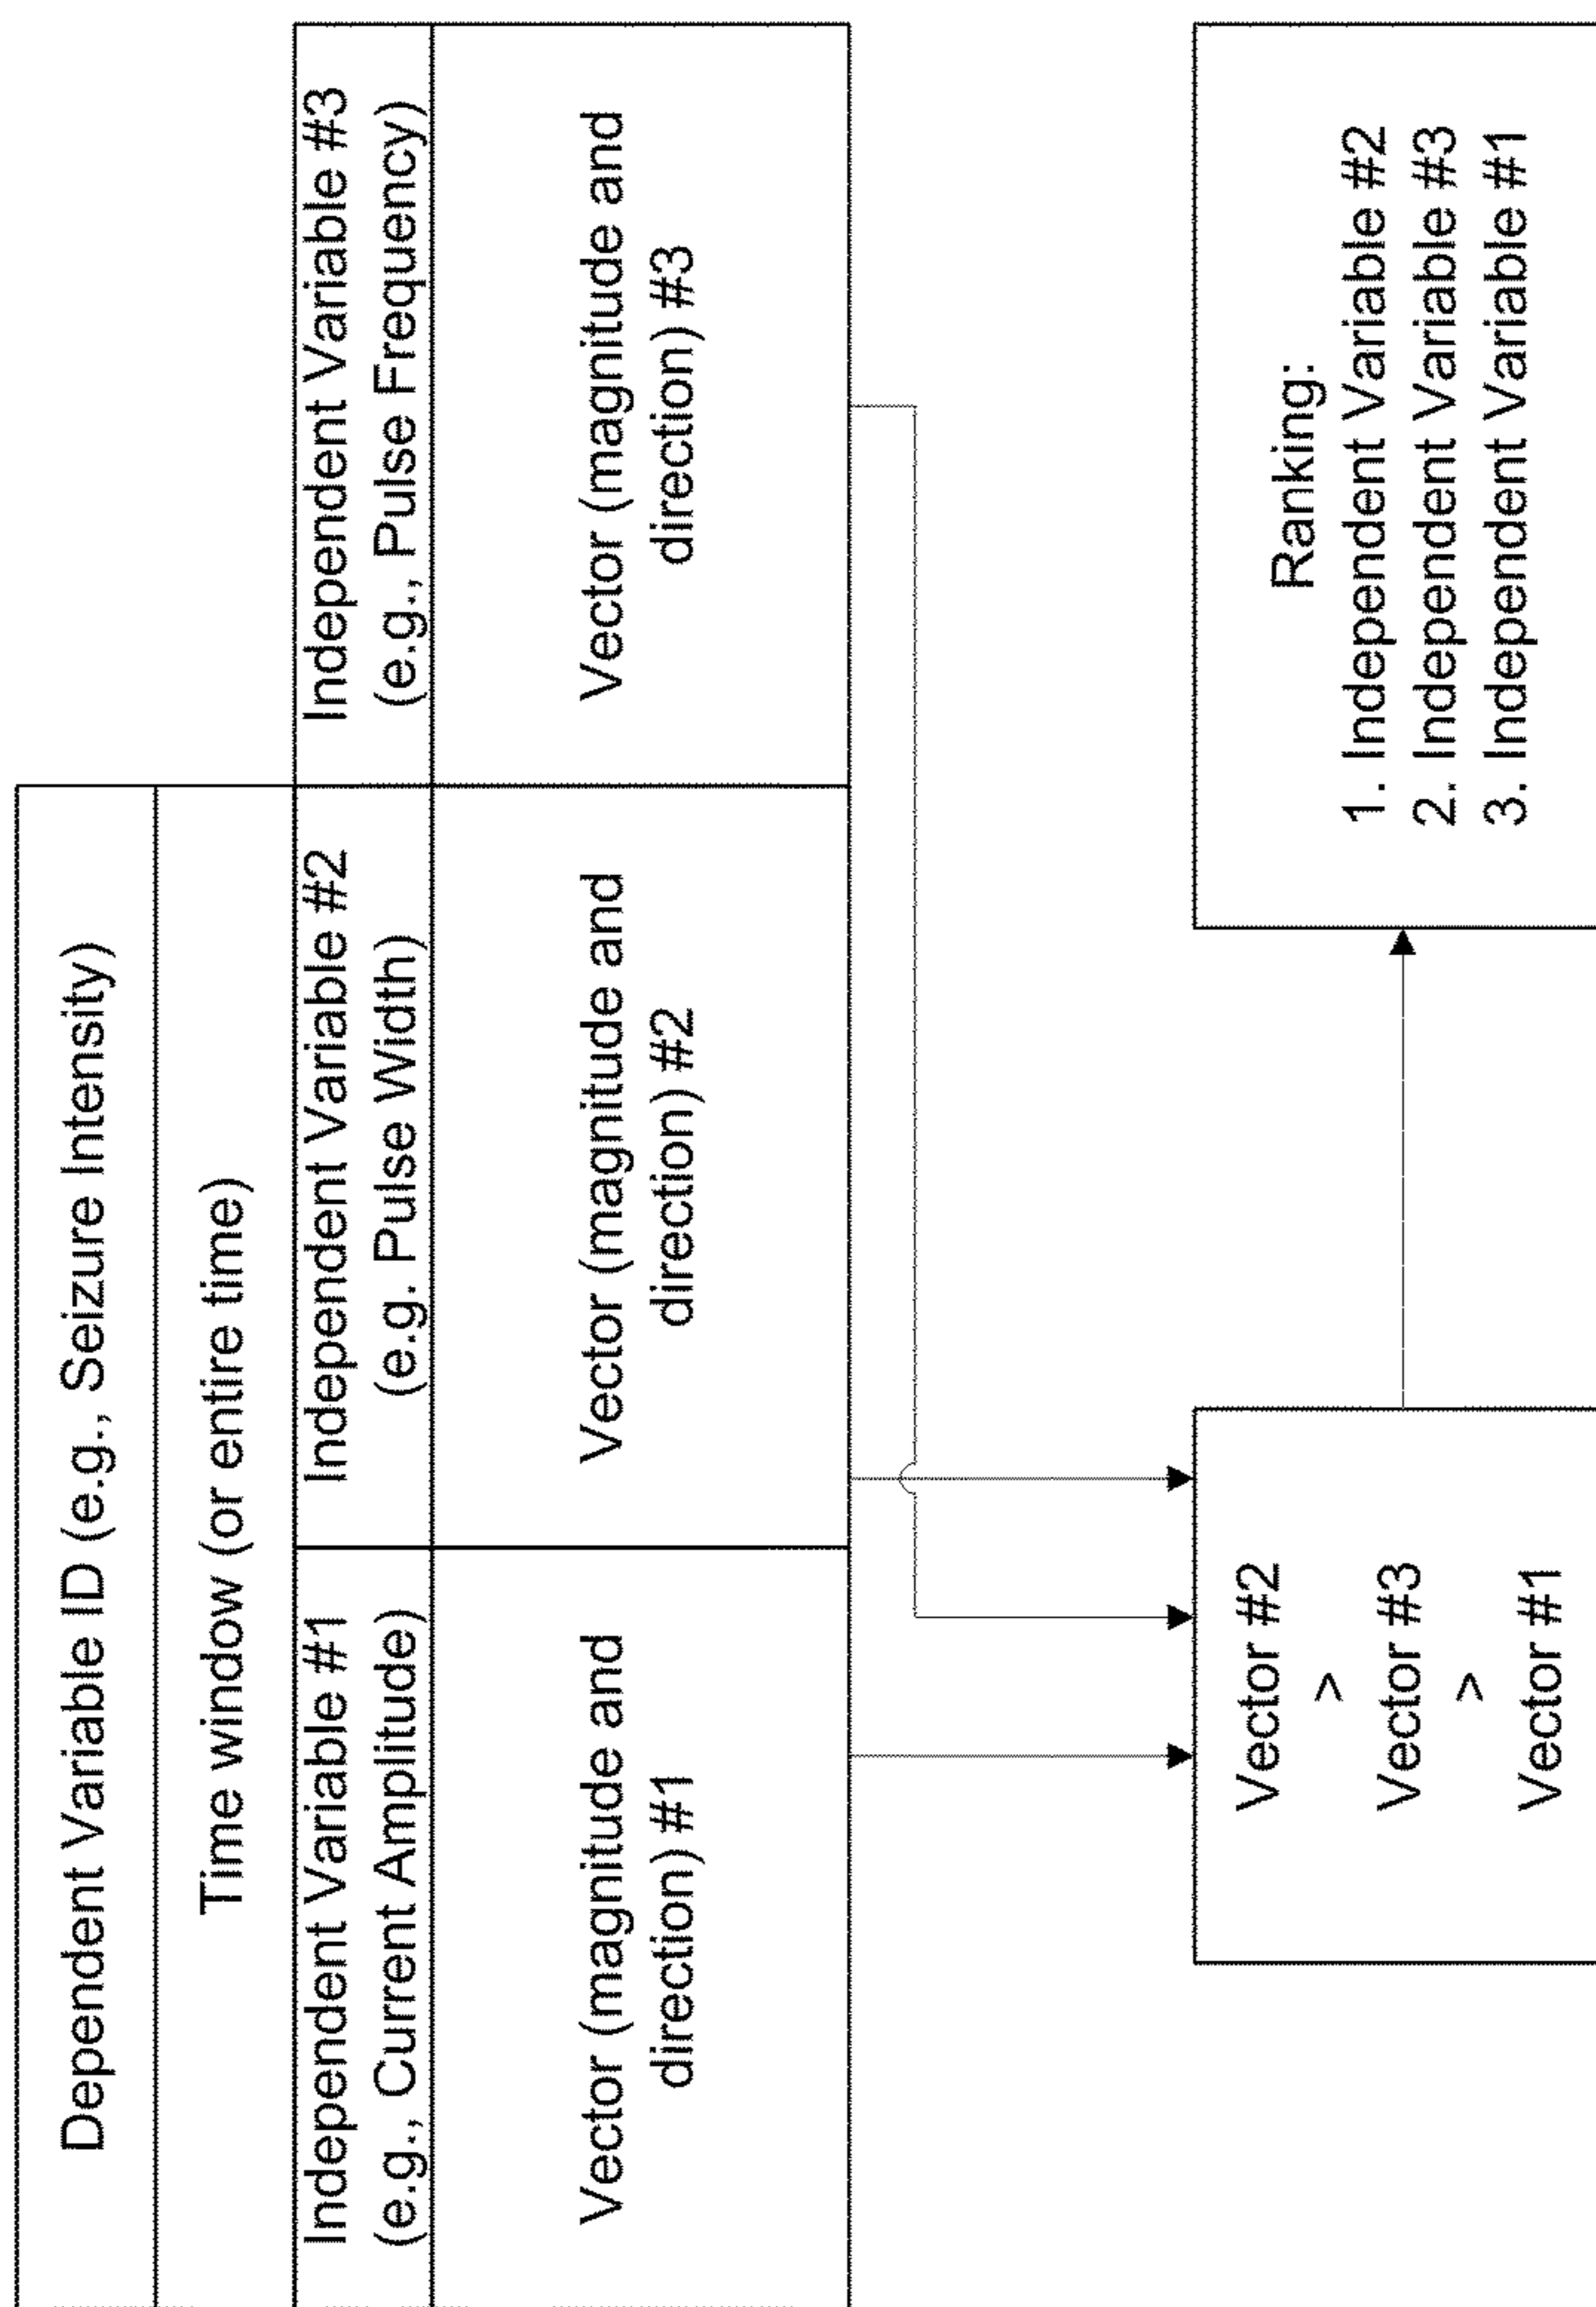 Dependent Variable ID (e.g., Seizure Intensity)
Time window (or entire time)
Independent Variable #1
(e.g., Current Amplitude)
Independent Variable #2
(e.g. Pulse Width)
Independent Variable #3
(e.g., Pulse Frequency)
Vector (magnitude and
direction) #1
Vector (magnitude and
direction) #2
Vector (magnitude and
direction) #3
Vector #2
>
Vector #3
>
Vector #1
Ranking:
1. Independent Variable #2
2. Independent Variable #3
3. Independent Variable #1